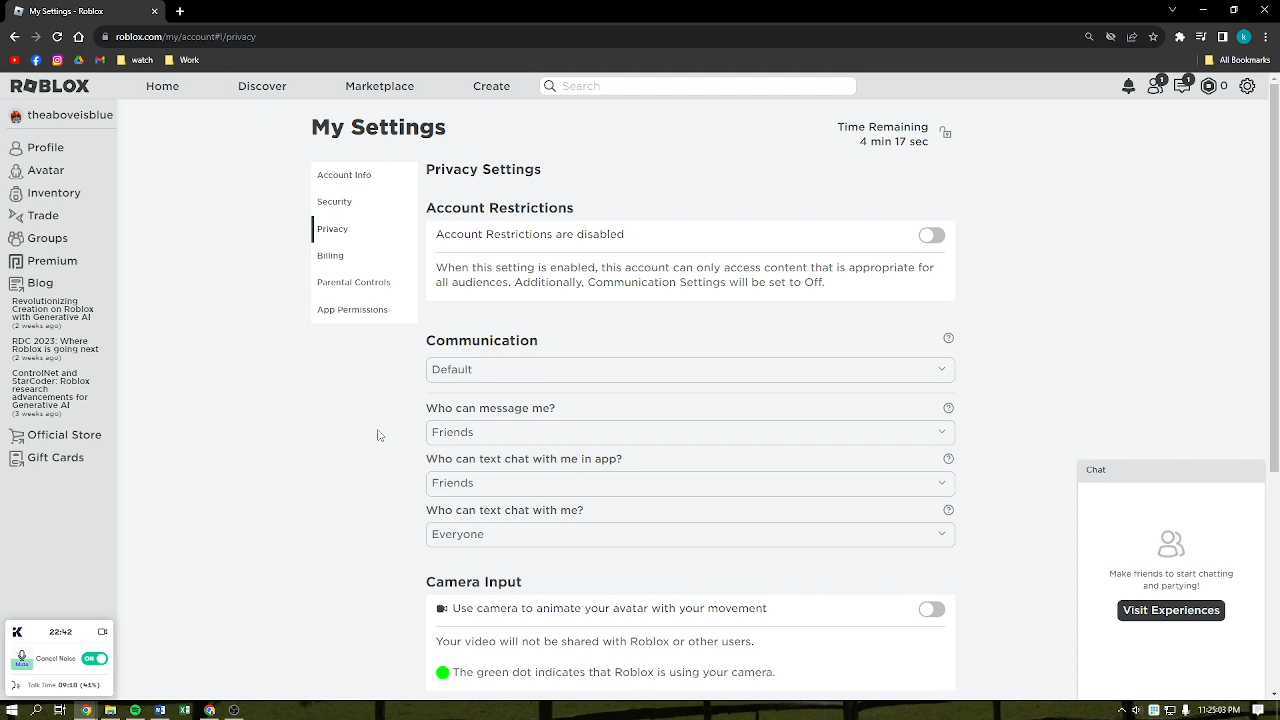 My Settings - Roblox
roblox.com/my/account#!/privacy
watch
Work
All Bookmarks
ROBLOX
Home
Discover
Marketplace
Create
Search
1
1
0
theaboveisblue
Profile
Avatar
Inventory
Trade
Groups
Premium
Blog
Revolutionizing
Creation on Roblox
with Generative AI
(2 weeks ago)
RDC 2023: Where
Roblox is going next
(2 weeks ago)
ControlNet and
StarCoder: Roblox
research
advancements for
Generative AI
(3 weeks ago)
Official Store
Gift Cards
My Settings
Time Remaining
4 min 17 sec
Account Info
Security
Privacy
Billing
Parental Controls
App Permissions
Privacy Settings
Account Restrictions
Account Restrictions are disabled
When this setting is enabled, this account can only access content that is appropriate for
all audiences. Additionally, Communication Settings will be set to Off.
Communication
Default
Who can message me?
Friends
Who can text chat with me in app?
Friends
Who can text chat with me?
Everyone
Camera Input
Use camera to animate your avatar with your movement
Your video will not be shared with Roblox or other users.
The green dot indicates that Roblox is using your camera.
Chat
Make friends to start chatting
and partying!
Visit Experiences
22:42
Mute
Cancel Noise
ON
Talk Time 09:18 (41%)
11:25:03 PM